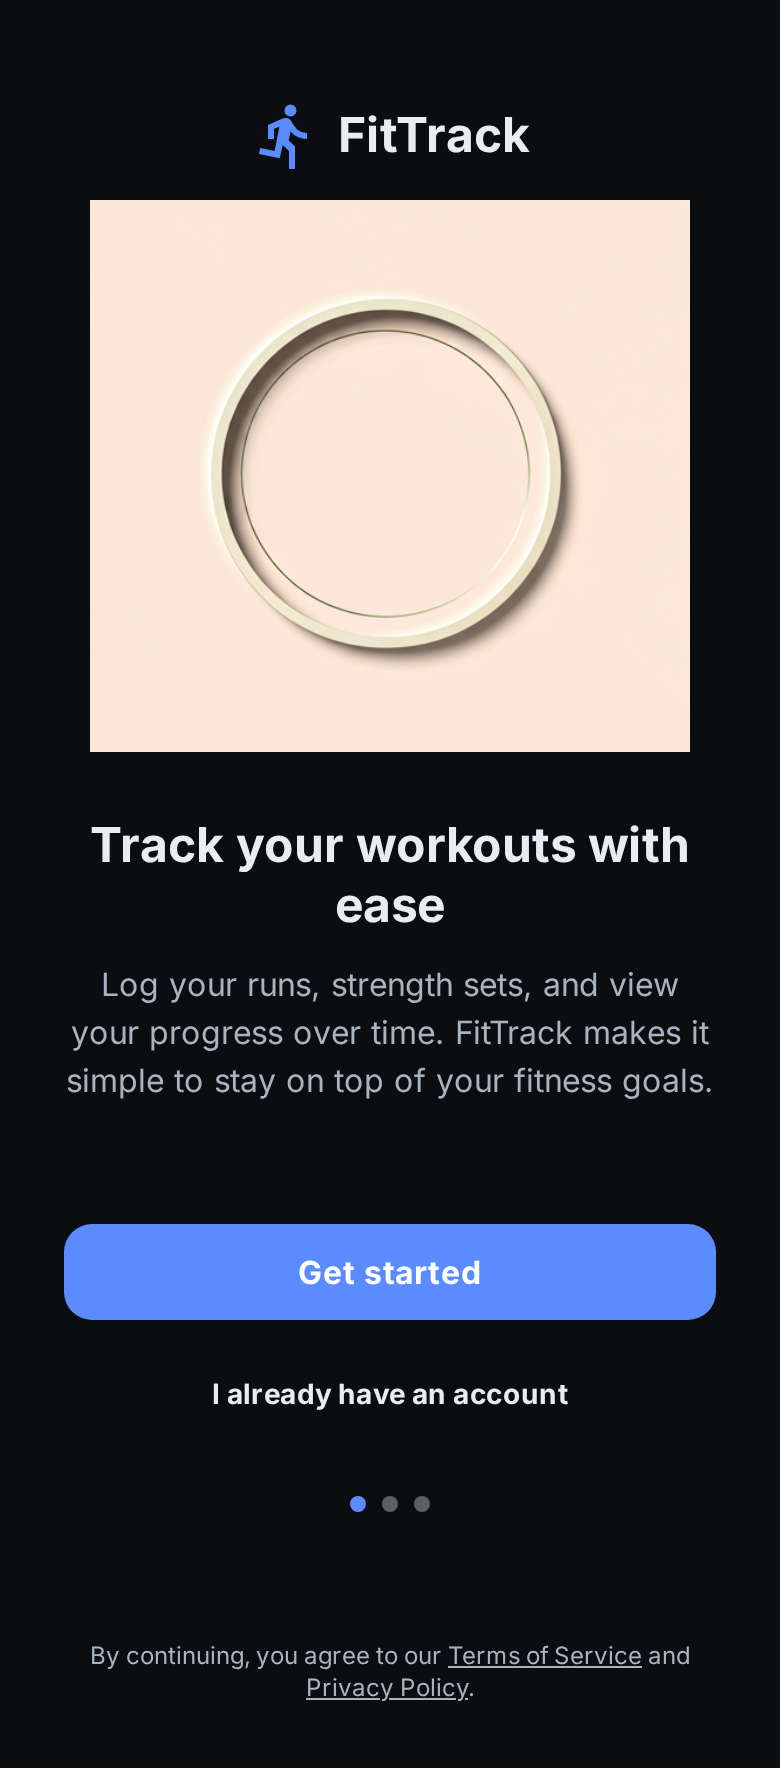 FitTrack
Track your workouts with
ease
Log your runs, strength sets, and view
your progress over time. FitTrack makes it
simple to stay on top of your fitness goals.
Get started
I already have an account
By continuing, you agree to our Terms of Service and
Privacy Policy.